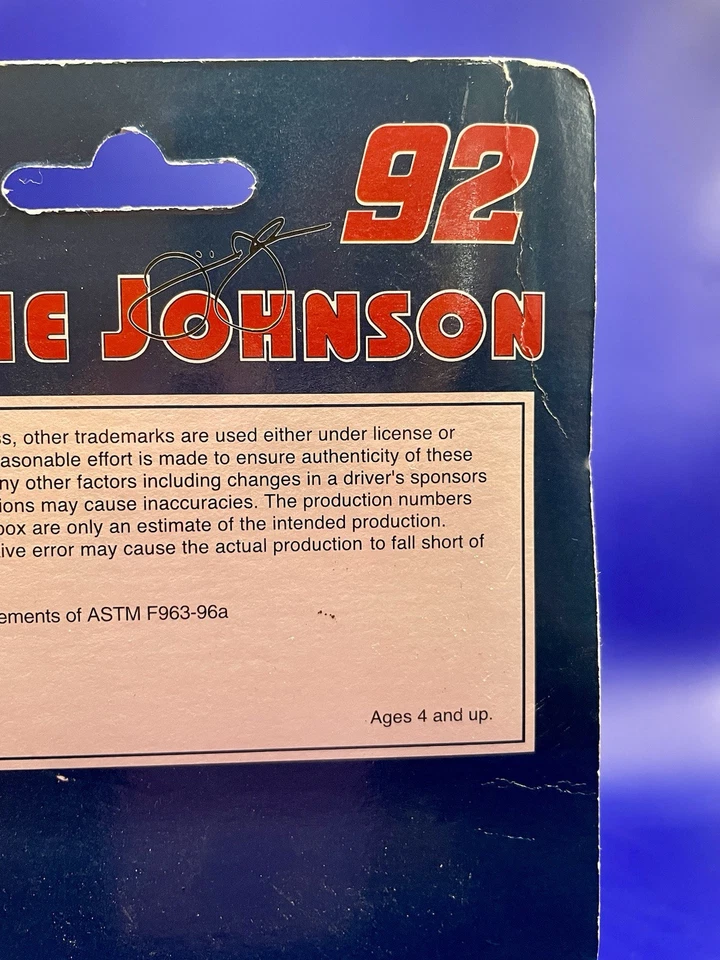 92
IE JOHNSON
ss, other trademarks are used either under license or
asonable effort is made to ensure authenticity of these
ny other factors including changes in a driver's sponsors
ions may cause inaccuracies. The production numbers
box are only an estimate of the intended production.
ive error may cause the actual production to fall short of
ements of ASTM F963-96a
Ages 4 and up.